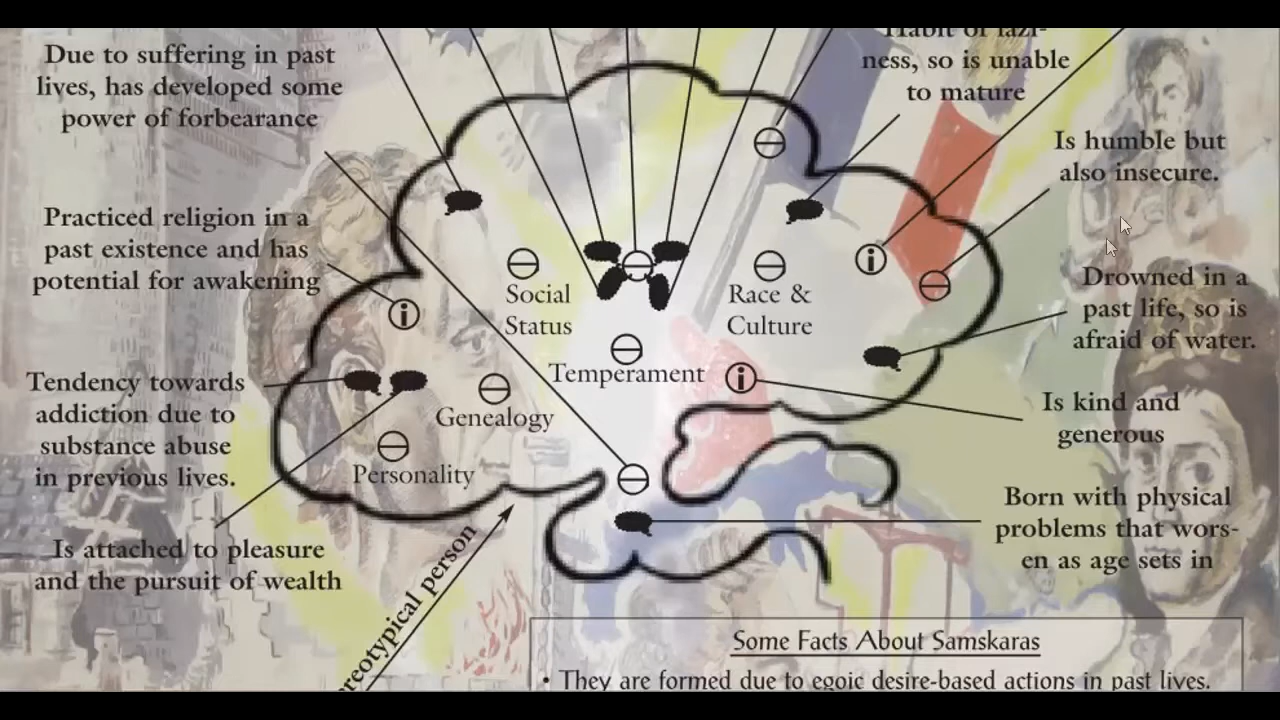 Due to suffering in past
lives, has developed some
power of forbearance
Habit of lazi-
ness, so is unable
to mature
Is humble but
also insecure.
Practiced religion in a
past existence and has
potential for awakening
Social
Status
Race &
Culture
Drowned in a
past life, so is
afraid of water.
Temperament
Tendency towards
addiction due to
substance abuse
in previous lives.
Genealogy
Is kind and
generous
Personality
Born with physical
problems that wors-
en as age sets in
Is attached to pleasure
and the pursuit of wealth
reotypical person
Some Facts About Samskaras
• They are formed due to egoic desire-based actions in past lives.